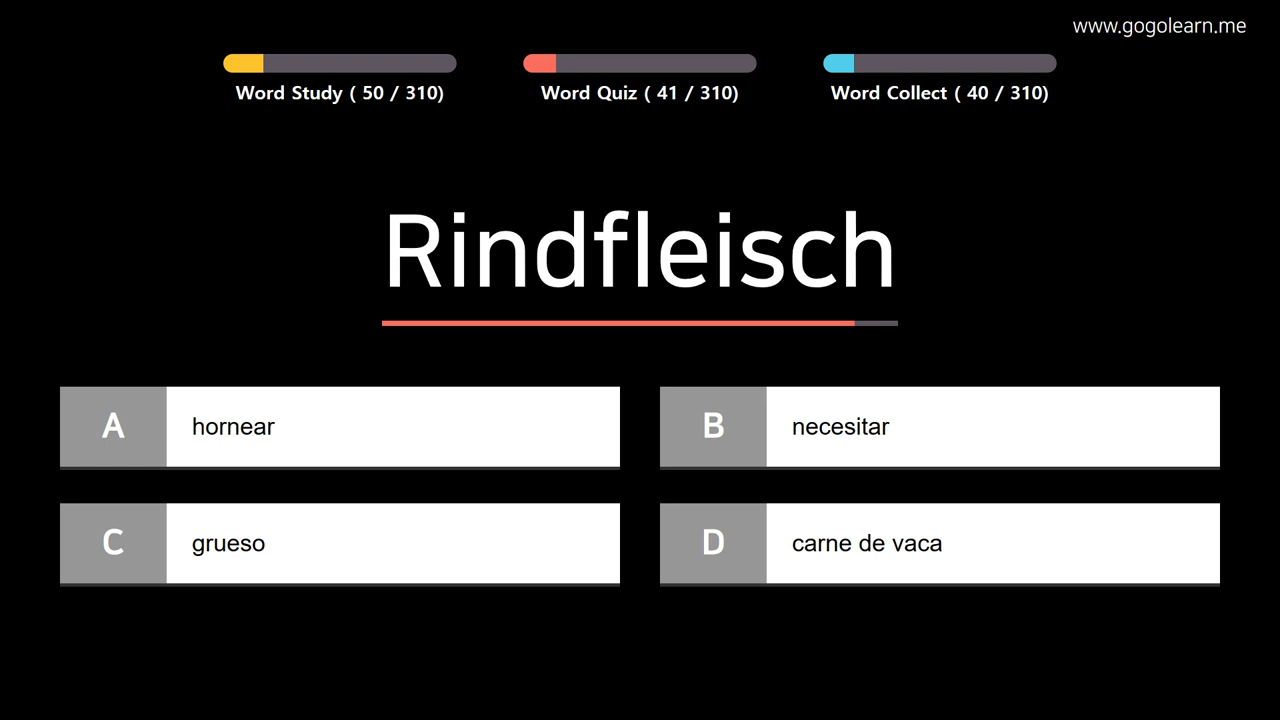 www.gogolearn.me
Word Study ( 50 / 310)
Word Quiz ( 41 / 310)
Word Collect ( 40 / 310)
Rindfleisch
A hornear
B necesitar
C grueso
D carne de vaca